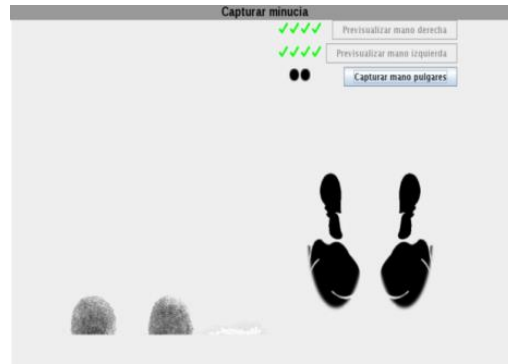 Capturar minucia
Previsualizar mano derecha
Previsualizar mano izquierda
Capturar mano pulgares